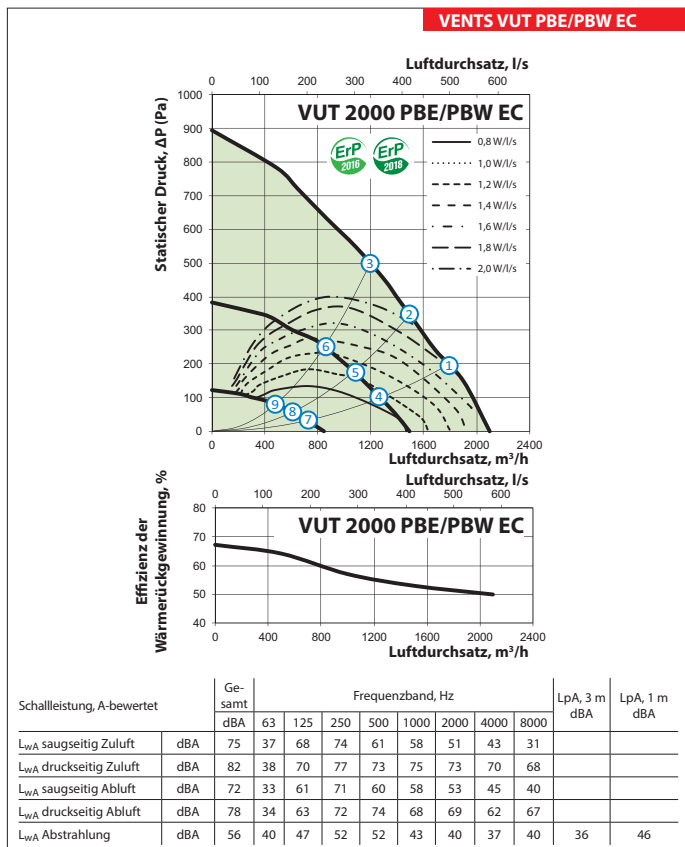 VENTS VUT PBE/PBW EC
Luftdurchsatz, l/s
0 100 200 300 400 500 600
Statischer Druck, ΔP (Pa)
VUT 2000 PBE/PBW EC
ErP 2016
ErP 2018
0,8 W/l/s
1,0 W/l/s
1,2 W/l/s
1,4 W/l/s
1,6 W/l/s
1,8 W/l/s
2,0 W/l/s
1000
900
800
700
600
500
400
300
200
100
0
3
2
1
6
5
4
9
8
7
0 400 800 1200 1600 2000 2400
Luftdurchsatz, m³/h
Luftdurchsatz, l/s
0 100 200 300 400 500 600
Effizienz der
Wärmerückgewinnung, %
VUT 2000 PBE/PBW EC
80
70
60
50
40
0 400 800 1200 1600 2000 2400
Luftdurchsatz, m³/h
Schallleistung, A-bewertet Ge-samt Frequenzband, Hz LpA, 3 m dBA LpA, 1 m dBA
dBA 63 125 250 500 1000 2000 4000 8000
LwA saugseitig Zuluft dBA 75 37 68 74 61 58 51 43 31
LwA druckseitig Zuluft dBA 82 38 70 77 73 75 73 70 68
LwA saugseitig Abluft dBA 72 33 61 71 60 58 53 45 40
LwA druckseitig Abluft dBA 78 34 63 72 74 68 69 62 67
LwA Abstrahlung dBA 56 40 47 52 52 43 40 37 40 36 46